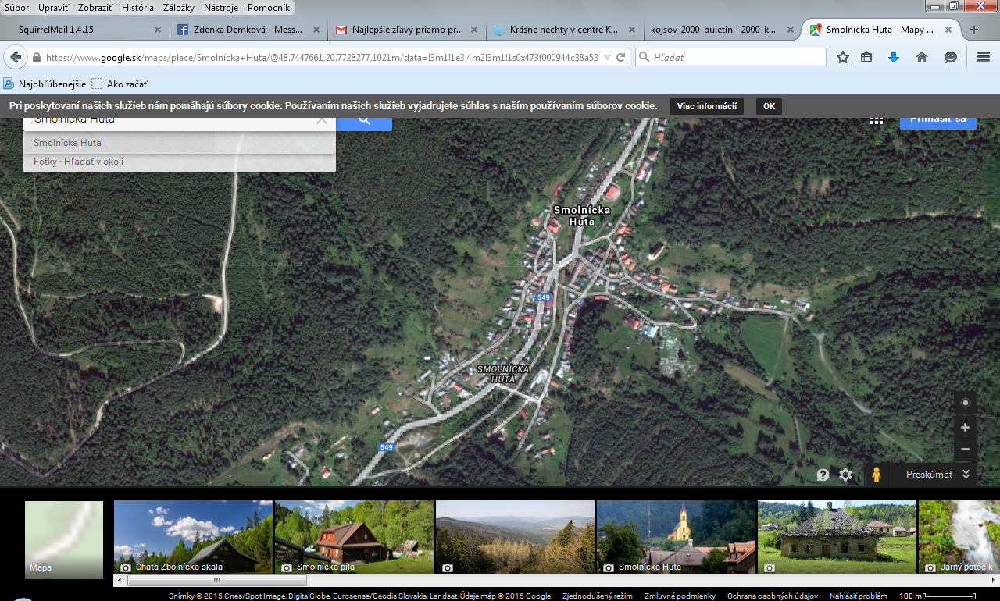 Súbor Upraviť Zobraziť História Záložky Nástroje Pomocník
SquirrelMail 1.4.15
Zdenka Demková - Mess...
Najlepšie zľavy priamo pr...
Krásne nechty v centre K...
kojsov_2000_buletin - 2000_k...
Smolnícka Huta - Mapy ...
https://www.google.sk/maps/place/Smolnícka+Huta/@48.7447661,20.7728377,1021m/data=!3m1!1e3!4m2!3m1!1s0x473f000944c38c53
Hľadať
Najobľúbenejšie Ako začať
Pri poskytovaní našich služieb nám pomáhajú súbory cookie. Používaním našich služieb vyjadrujete súhlas s naším používaním súborov cookie.
Viac informácií
OK
Smolnícka Huta
Prihlásiť sa
Smolnícka Huta
Fotky · Hľadať v okolí
Smolnícka
Huta
549
SMOLNÍCKA
HUTA
549
Preskúmať
Mapa
Chata Zbojnícka skala
Smolnícka píla
Smolnícka Huta
Jarný potôčik
Snímky © 2015 Cnes/Spot Image, DigitalGlobe, Eurosense/Geodis Slovakia, Landsat, Údaje máp © 2015 Google Zjednodušený režim Zmluvné podmienky Ochrana osobných údajov Nahlásiť problém 100 m